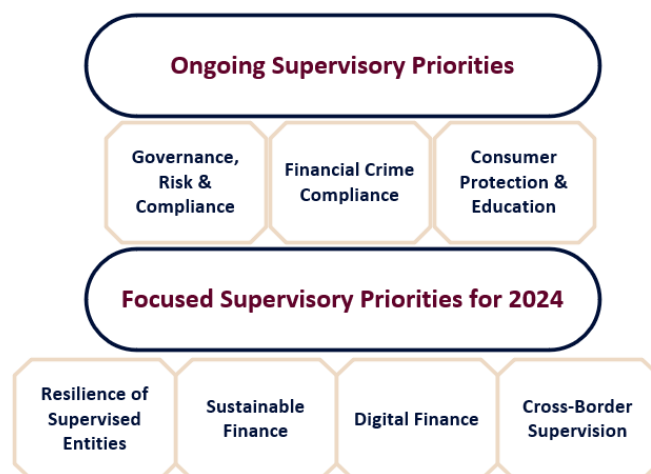 Ongoing Supervisory Priorities
Governance,
Risk &
Compliance
Financial Crime
Compliance
Consumer
Protection &
Education
Focused Supervisory Priorities for 2024
Resilience of
Supervised
Entities
Sustainable
Finance
Digital Finance
Cross-Border
Supervision